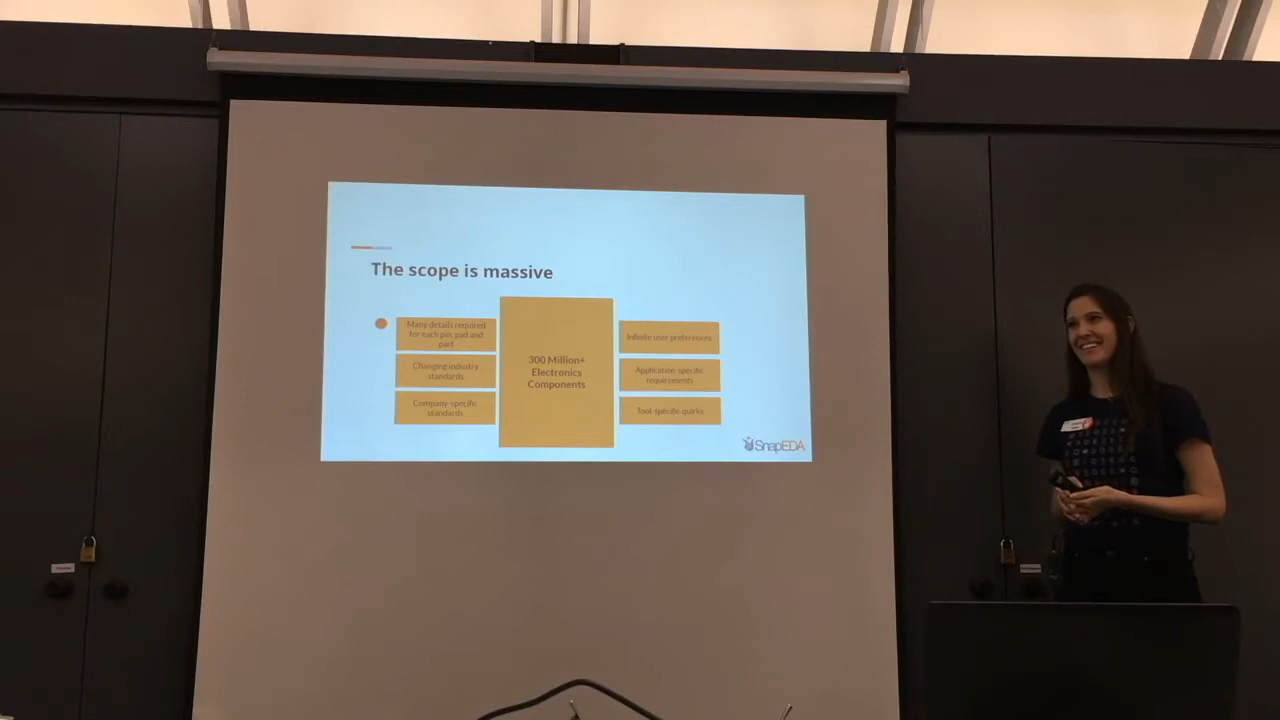 The scope is massive
Many details required
for each pin, pad and
part
Changing industry
standards
Company-specific
standards
300 Million+
Electronics
Components
Infinite user preferences
Application-specific
requirements
Tool-specific quirks
SnapEDA